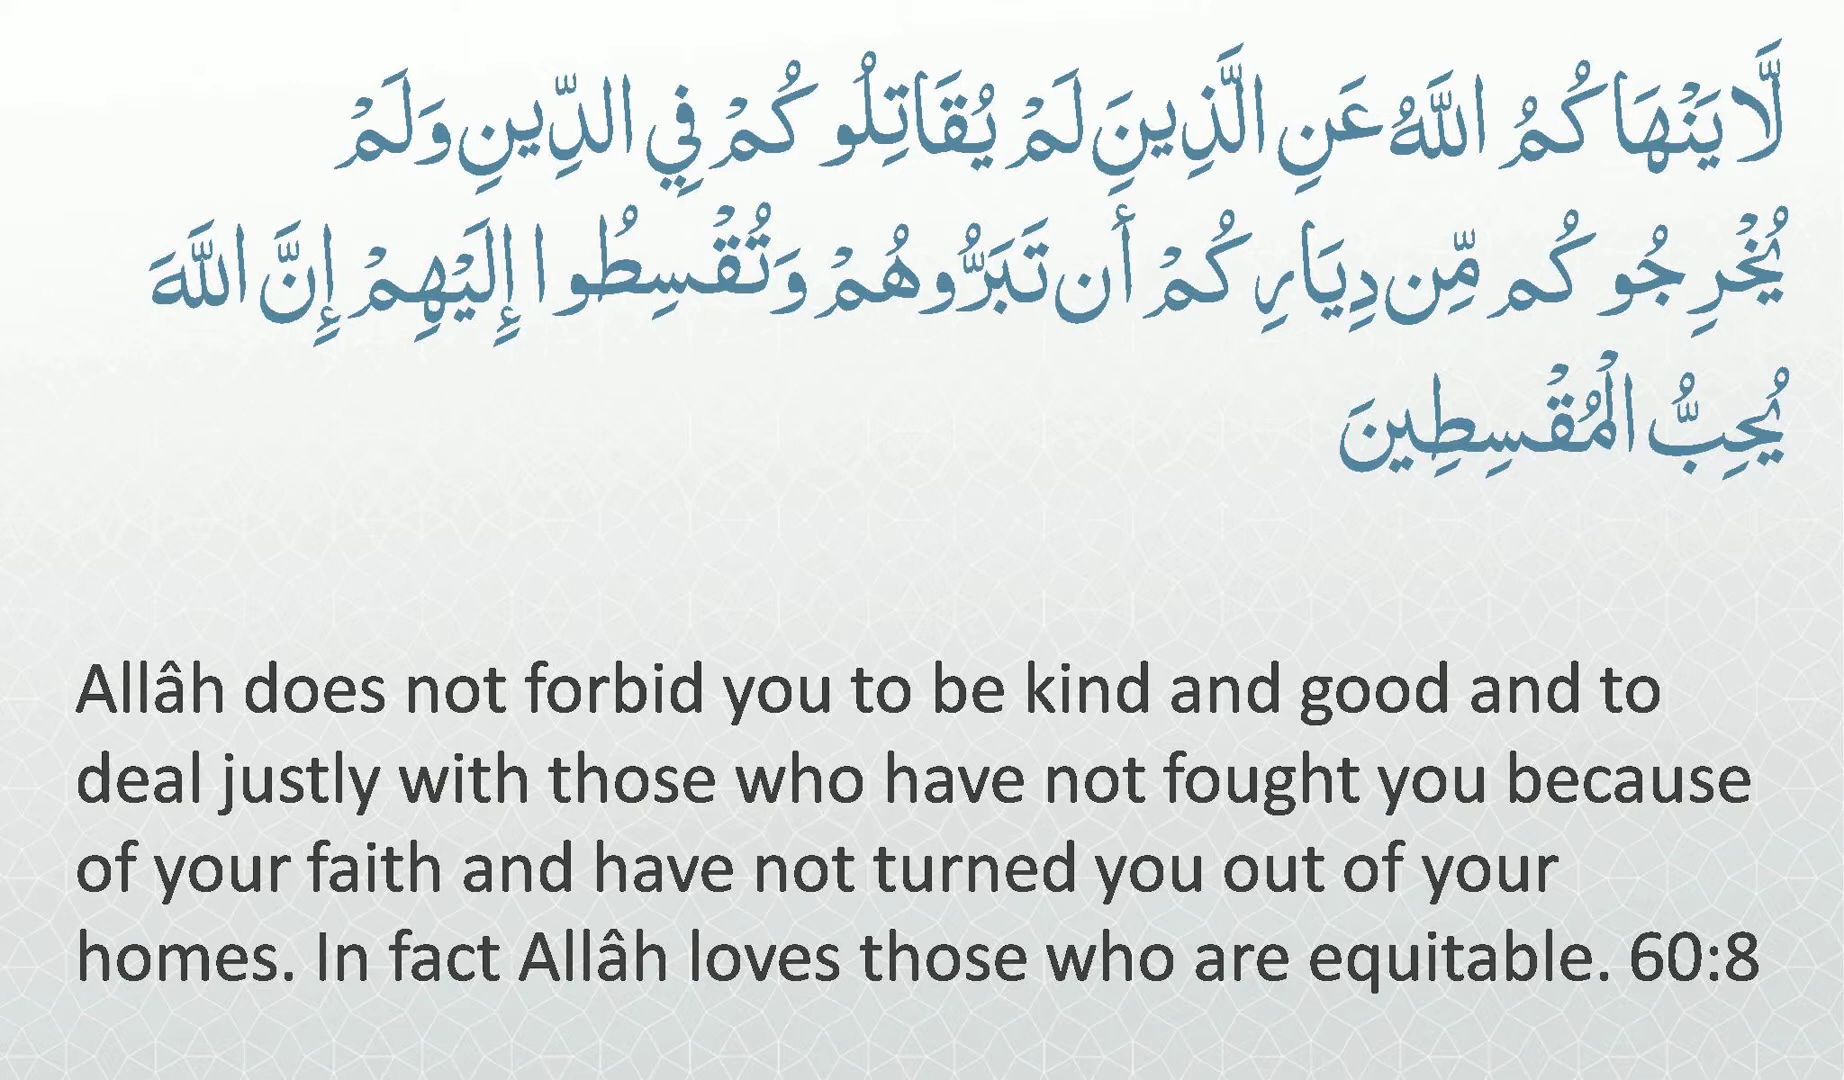 لَّا يَنْهَاكُمُ اللَّهُ عَنِ الَّذِينَ لَمْ يُقَاتِلُوكُمْ فِي الدِّينِ وَلَمْ
يُخْرِجُوكُم مِّن دِيَارِكُمْ أَن تَبَرُّوهُمْ وَتُقْسِطُوا إِلَيْهِمْ إِنَّ اللَّهَ
يُحِبُّ الْمُقْسِطِينَ
Allâh does not forbid you to be kind and good and to
deal justly with those who have not fought you because
of your faith and have not turned you out of your
homes. In fact Allâh loves those who are equitable. 60:8